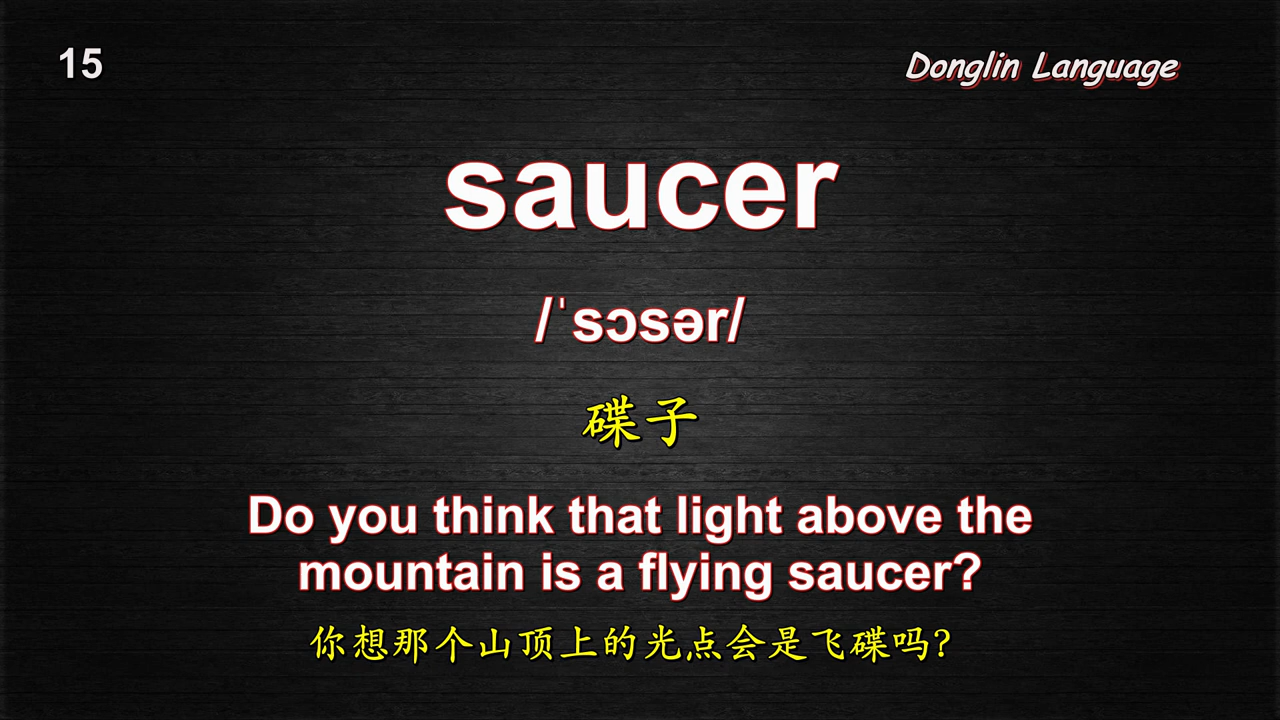 15
Donglin Language
saucer
/ˈsɔsər/
碟子
Do you think that light above the
mountain is a flying saucer?
你想那个山顶上的光点会是飞碟吗?